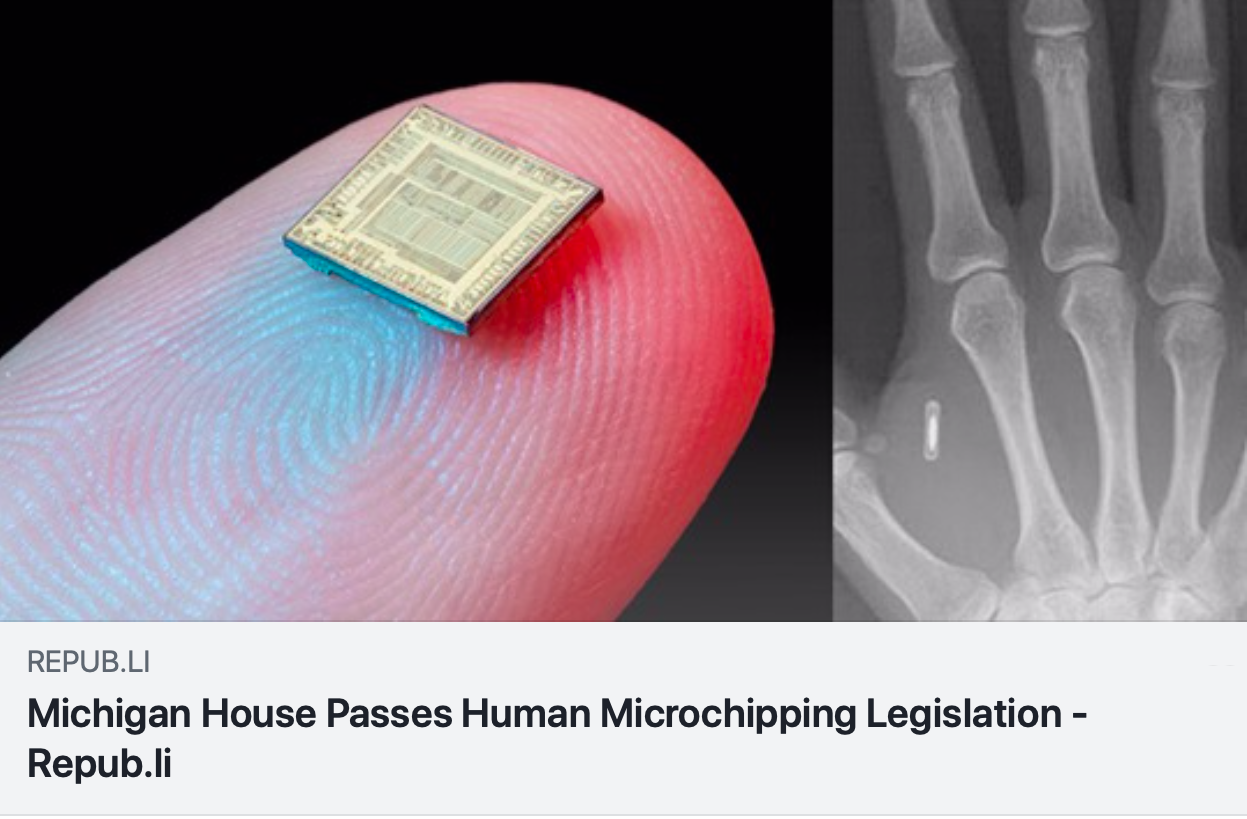 REPUB.LI
Michigan House Passes Human Microchipping Legislation -
Repub.li